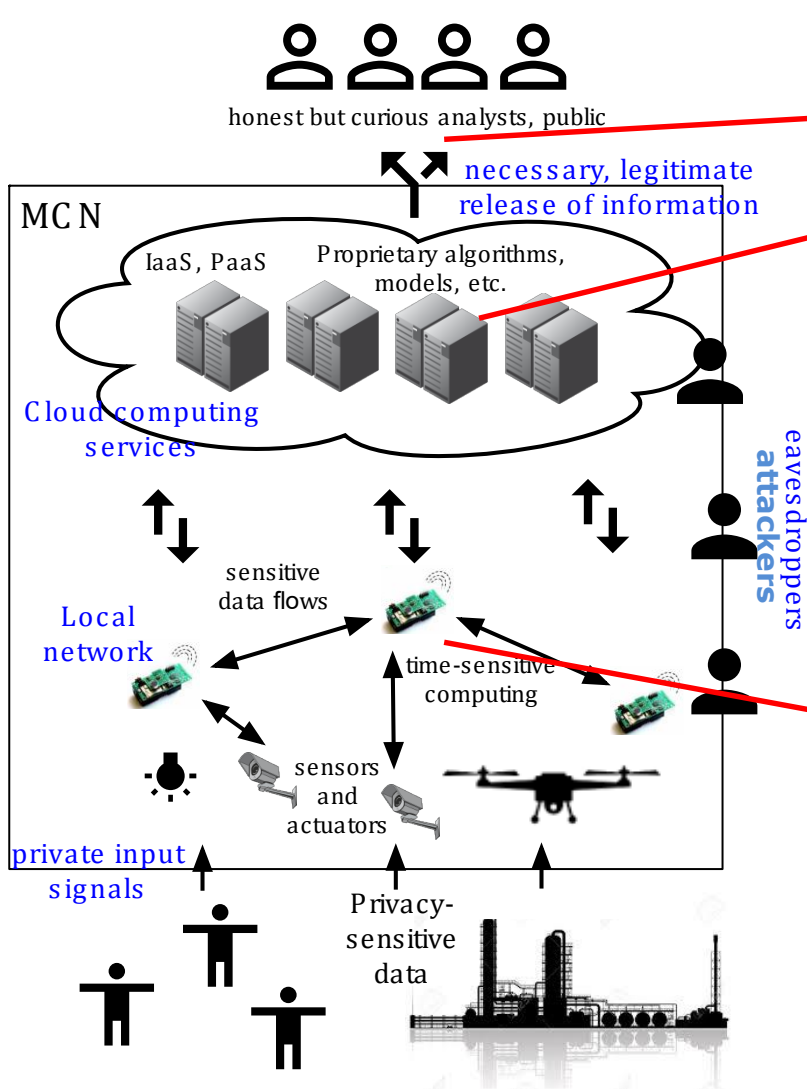 honest but curious analysts, public
necessary, legitimate
release of information
MCN
IaaS, PaaS
Proprietary algorithms,
models, etc.
Cloud computing
services
eavesdroppers
attackers
sensitive
data flows
Local
network
time-sensitive
computing
sensors
and
actuators
private input
signals
Privacy-
sensitive
data